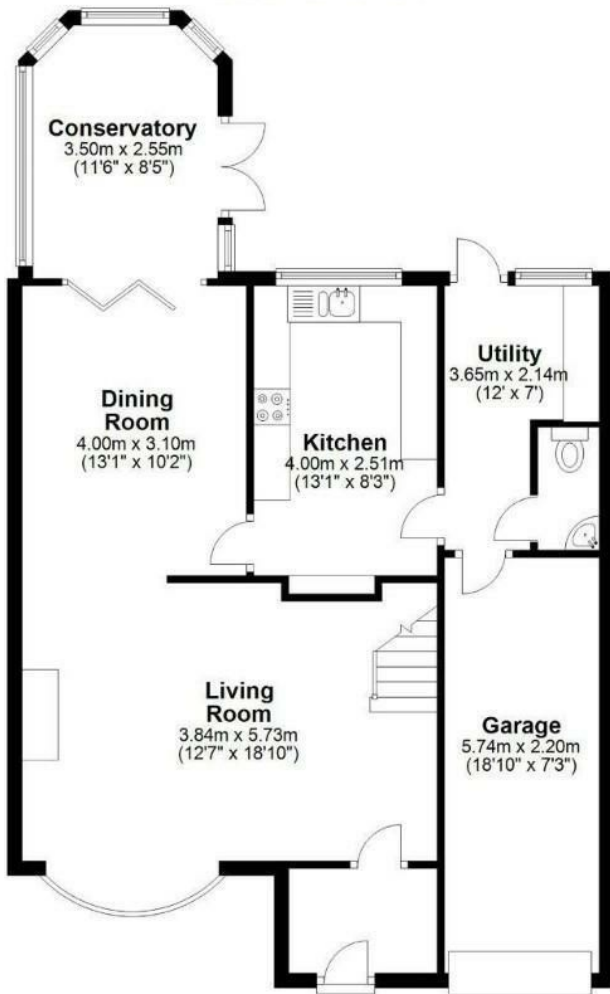 Conservatory
3.50m x 2.55m
(11'6" x 8'5")
Utility
3.65m x 2.14m
(12' x 7')
Dining
Room
4.00m x 3.10m
(13'1" x 10'2")
Kitchen
4.00m x 2.51m
(13'1" x 8'3")
Living
Room
3.84m x 5.73m
(12'7" x 18'10")
Garage
5.74m x 2.20m
(18'10" x 7'3")